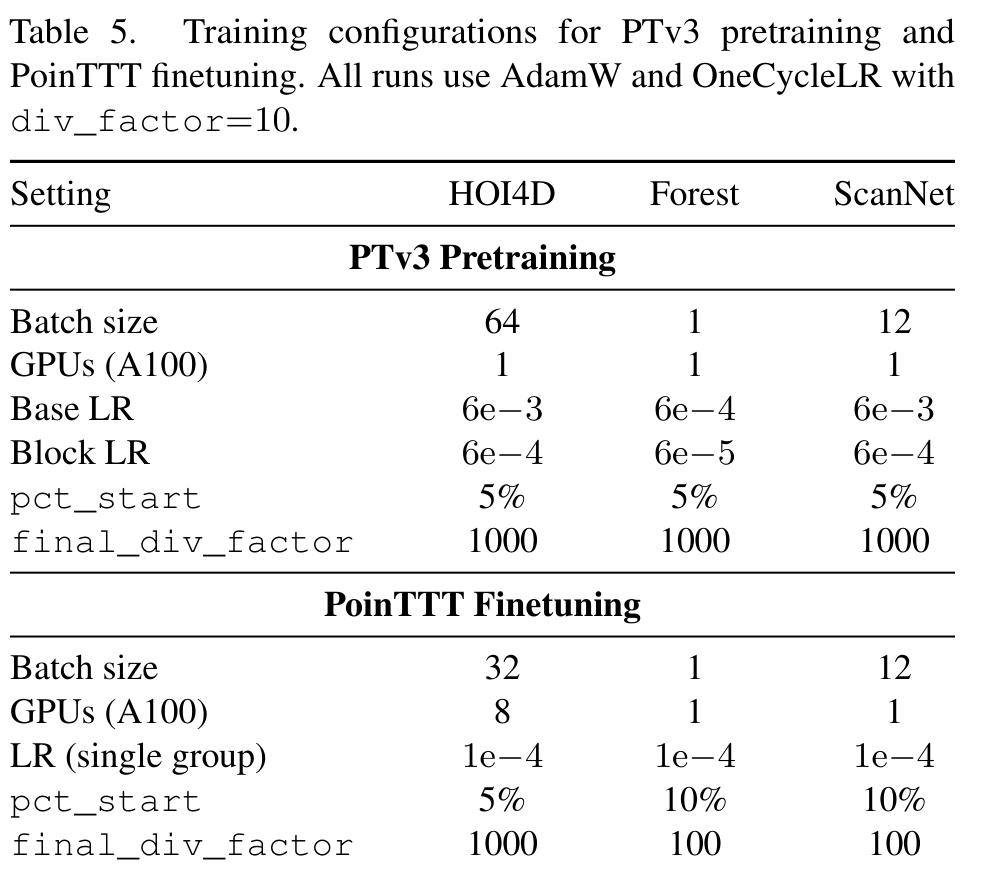 Table 5. Training configurations for PTv3 pretraining and
PoinTTT finetuning. All runs use AdamW and OneCycleLR with
div_factor=10.
Setting HOI4D Forest ScanNet
PTv3 Pretraining
Batch size 64 1 12
GPUs (A100) 1 1 1
Base LR 6e−3 6e−4 6e−3
Block LR 6e−4 6e−5 6e−4
pct_start 5% 5% 5%
final_div_factor 1000 1000 1000
PoinTTT Finetuning
Batch size 32 1 12
GPUs (A100) 8 1 1
LR (single group) 1e−4 1e−4 1e−4
pct_start 5% 10% 10%
final_div_factor 1000 100 100